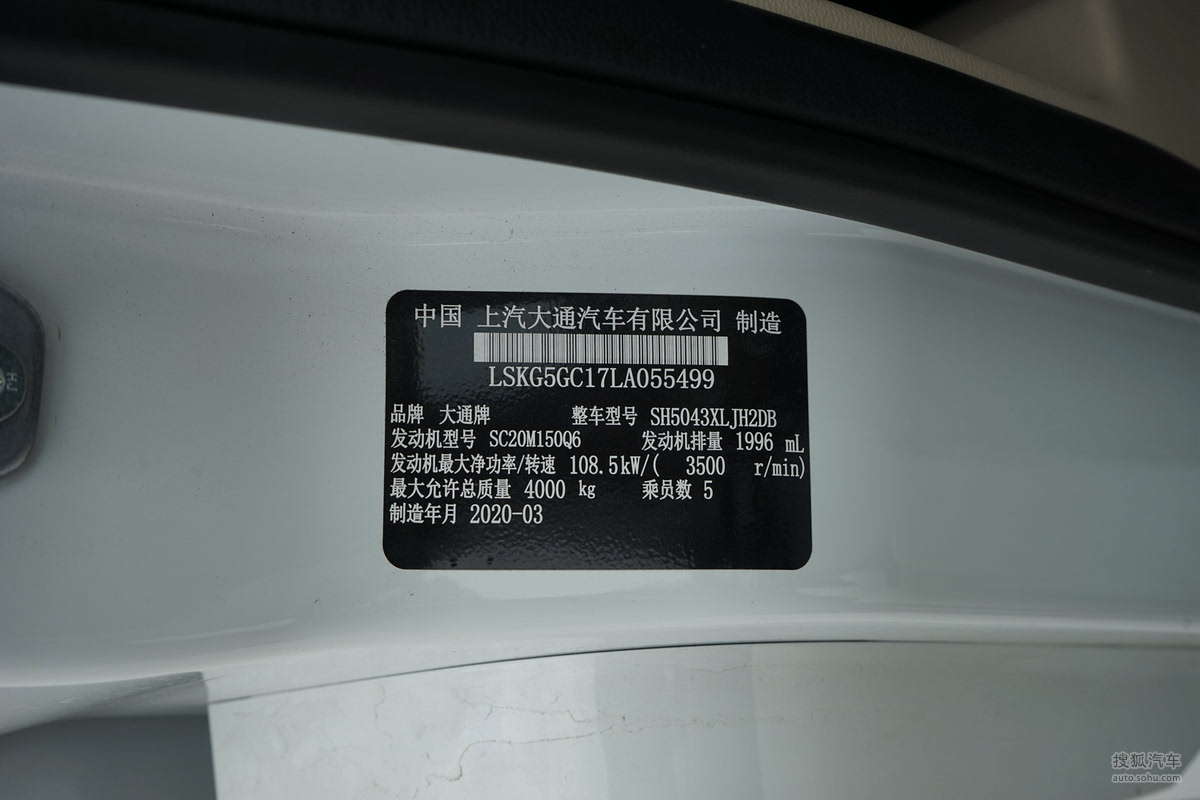 中国 上汽大通汽车有限公司 制造
LSKG5GC17LA055499
品牌 大通牌 整车型号 SH5043XLJH2DB
发动机型号 SC20M150Q6 发动机排量 1996 mL
发动机最大净功率/转速 108.5kW/( 3500 r/min)
最大允许总质量 4000 kg 乘员数 5
制造年月 2020-03
搜狐汽车
auto.sohu.com